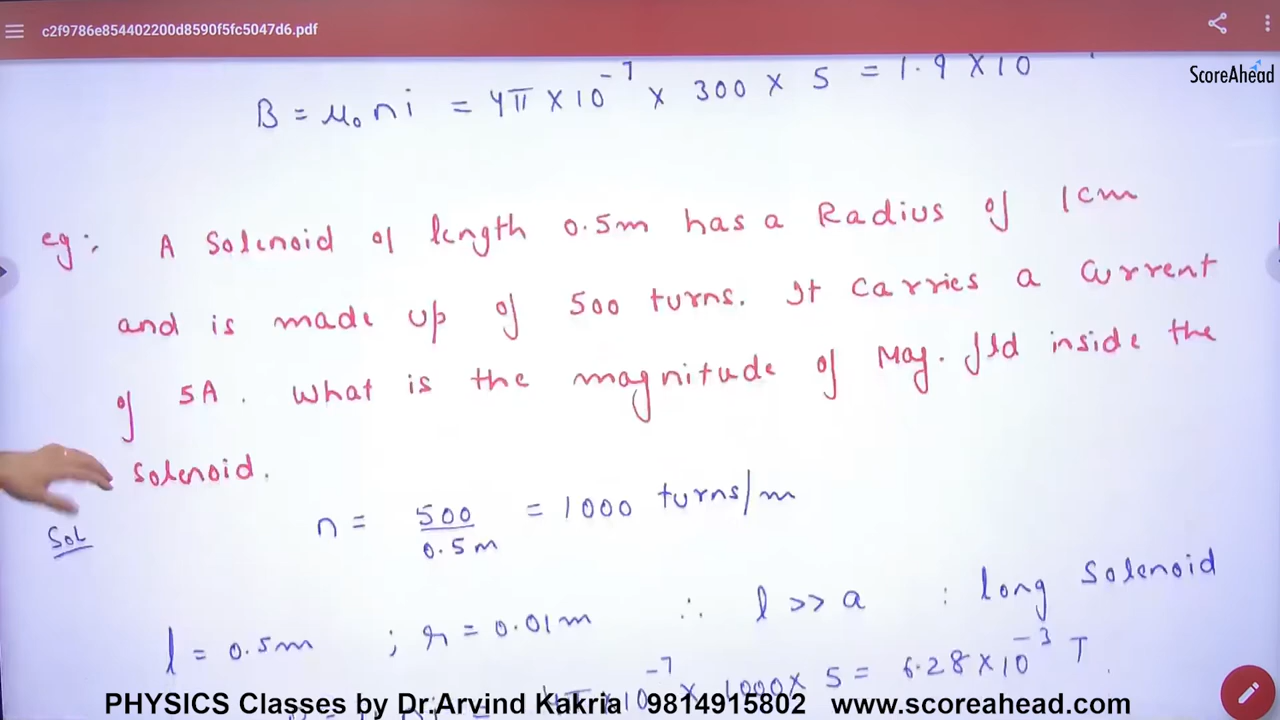 c2f9786e854402200d8590f5fc5047d6.pdf
ScoreAhead
B = μ₀ n i = 4π × 10⁻⁷ × 300 × 5 = 1.9 × 10
eg:. A Solenoid of length 0.5m has a Radius of 1cm
and is made up of 500 turns. It carries a current
of 5A. What is the magnitude of Mag. fld inside the
Solenoid.
Sol
n = 500/0.5m = 1000 turns/m
l = 0.5m ; r = 0.01m ∴ l >> a : long Solenoid
4π × 10⁻⁷ × 1000 × 5 = 6.28 × 10⁻³ T.
PHYSICS Classes by Dr.Arvind Kakria 9814915802 www.scoreahead.com